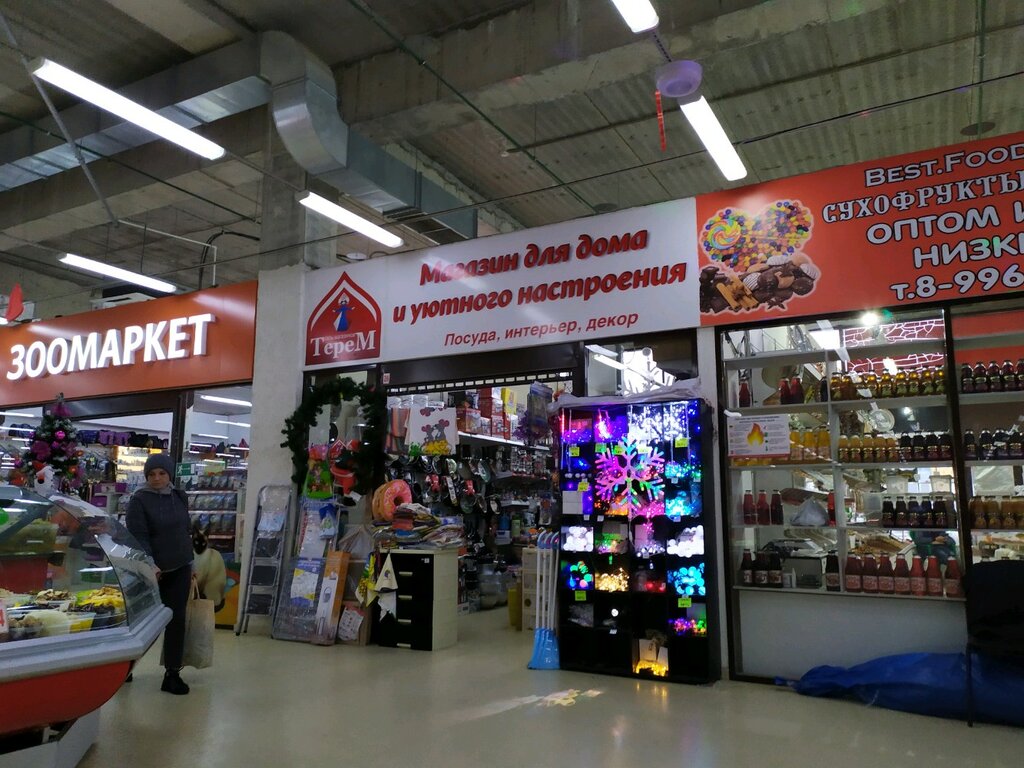 ЗООМАРКЕТ
Магазин для дома
и уютного настроения
Посуда, интерьер, декор
ТереМ
BEST.FOOD
СУХОФРУКТЫ
ОПТОМ И
НИЗК
т.8-996